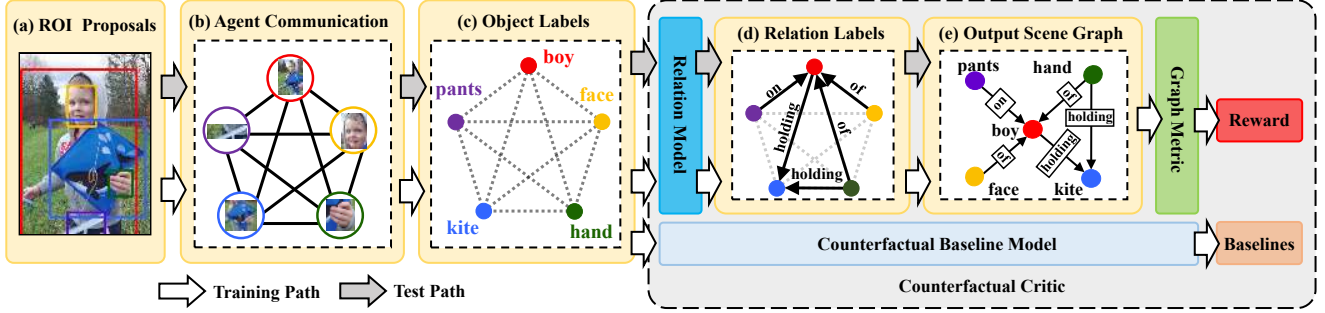 (a) ROI Proposals
(b) Agent Communication
(c) Object Labels
boy
pants
face
kite
hand
Relation Model
(d) Relation Labels
on
of
holding
of
holding
(e) Output Scene Graph
pants
hand
on
of
holding
boy
holding
of
face
kite
Graph Metric
Reward
Counterfactual Baseline Model
Baselines
Counterfactual Critic
Training Path
Test Path